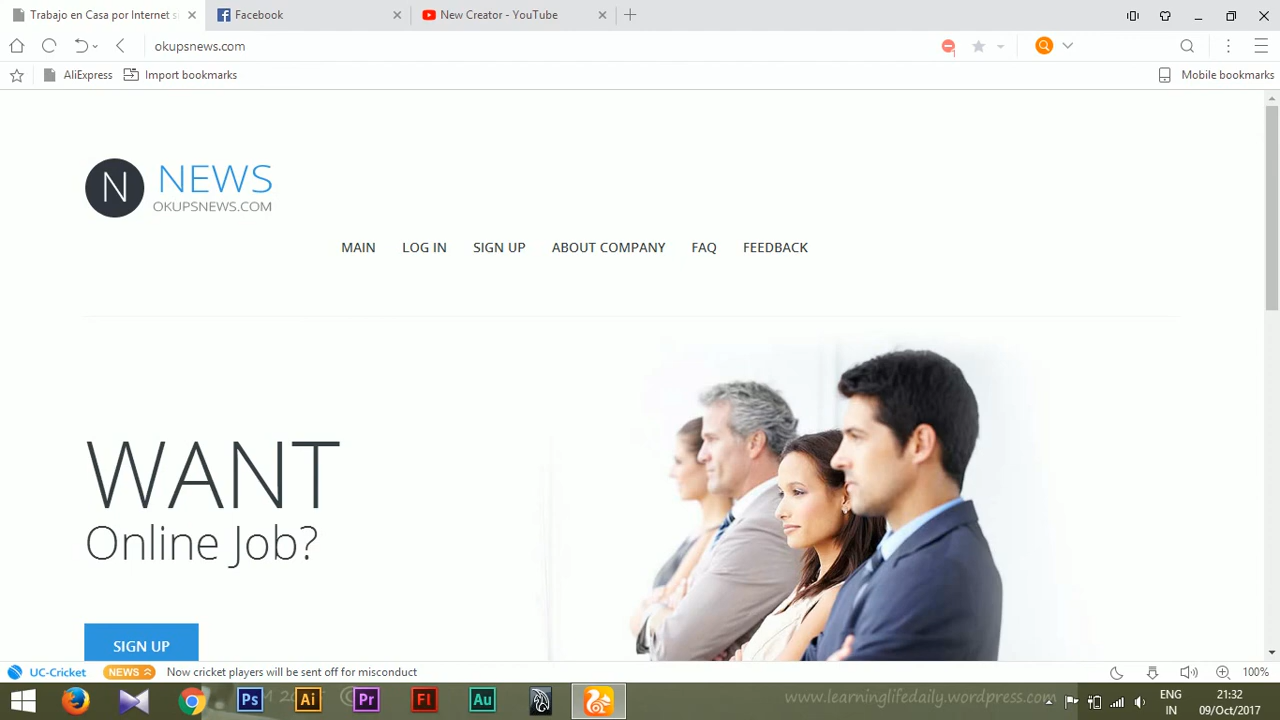 Trabajo en Casa por Internet s
Facebook
New Creator - YouTube
okupsnews.com
AliExpress
Import bookmarks
Mobile bookmarks
N
NEWS
OKUPSNEWS.COM
MAIN LOG IN SIGN UP ABOUT COMPANY FAQ FEEDBACK
WANT
Online Job?
SIGN UP
UC-Cricket
NEWS
Now cricket players will be sent off for misconduct
100%
Ps
Ai
Pr
Fl
Au
www.learninglifedaily.wordpress.com
ENG
IN
21:32
09/Oct/2017